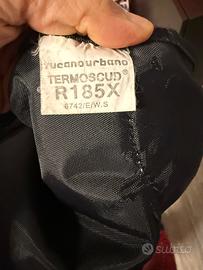 Tucanourbano
TERMOSCUD®
R185X
6742/E/W.S
subito